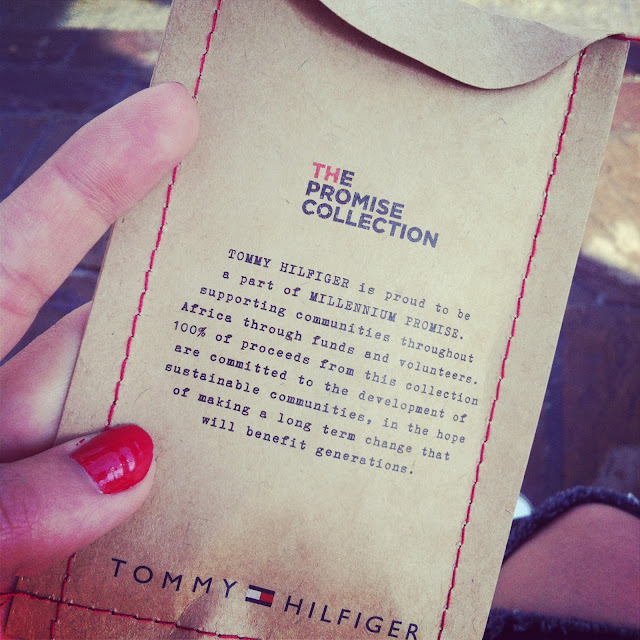 THE
PROMISE
COLLECTION
TOMMY HILFIGER is proud to be
a part of MILLENNIUM PROMISE.
supporting communities throughout
Africa through funds and volunteers.
100% of proceeds from this collection
are committed to the development of
sustainable communities, in the hope
of making a long term change that
will benefit generations.
TOMMY HILFIGER